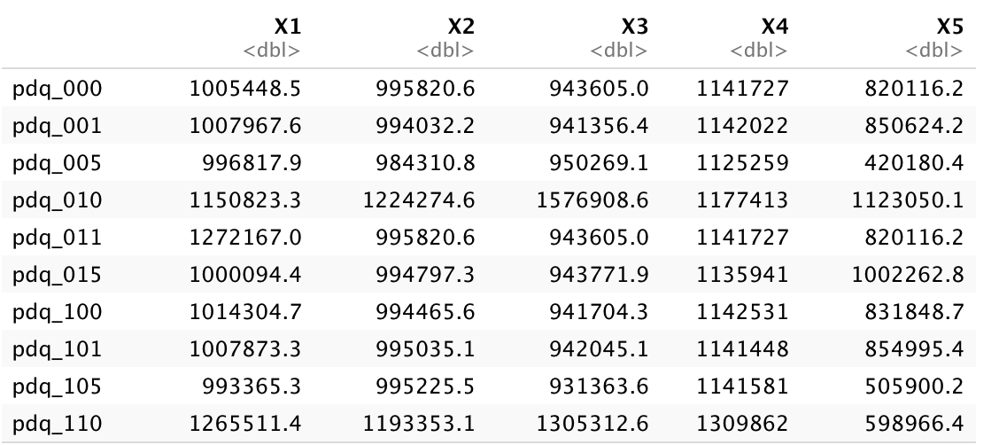 X1 X2 X3 X4 X5
<dbl> <dbl> <dbl> <dbl> <dbl>
pdq_000 1005448.5 995820.6 943605.0 1141727 820116.2
pdq_001 1007967.6 994032.2 941356.4 1142022 850624.2
pdq_005 996817.9 984310.8 950269.1 1125259 420180.4
pdq_010 1150823.3 1224274.6 1576908.6 1177413 1123050.1
pdq_011 1272167.0 995820.6 943605.0 1141727 820116.2
pdq_015 1000094.4 994797.3 943771.9 1135941 1002262.8
pdq_100 1014304.7 994465.6 941704.3 1142531 831848.7
pdq_101 1007873.3 995035.1 942045.1 1141448 854995.4
pdq_105 993365.3 995225.5 931363.6 1141581 505900.2
pdq_110 1265511.4 1193353.1 1305312.6 1309862 598966.4